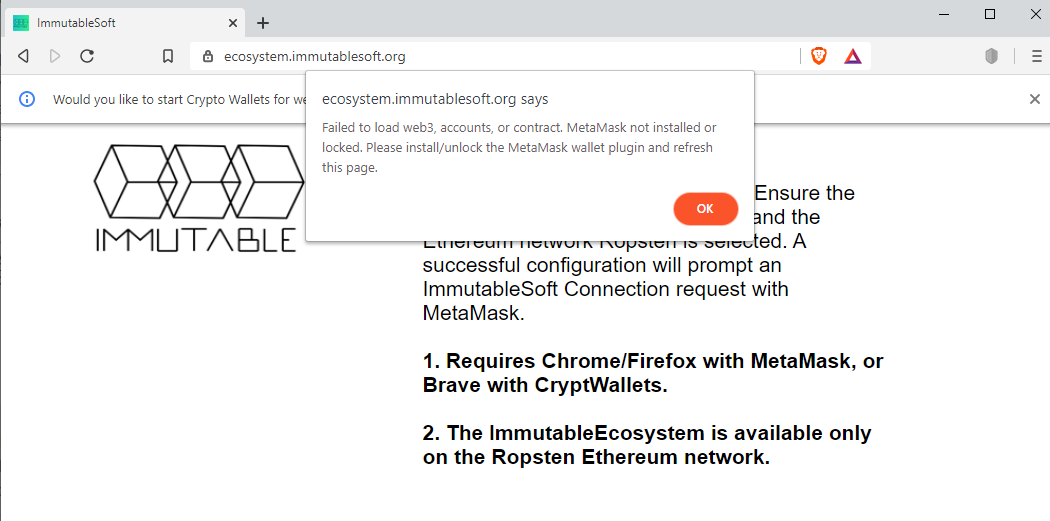 ImmutableSoft
ecosystem.immutablesoft.org
Would you like to start Crypto Wallets for we
ecosystem.immutablesoft.org says
Failed to load web3, accounts, or contract. MetaMask not installed or
locked. Please install/unlock the MetaMask wallet plugin and refresh
this page.
OK
IMMUTABLE
Ensure the
and the
Ethereum network Ropsten is selected. A
successful configuration will prompt an
ImmutableSoft Connection request with
MetaMask.
1. Requires Chrome/Firefox with MetaMask, or
Brave with CryptWallets.
2. The ImmutableEcosystem is available only
on the Ropsten Ethereum network.